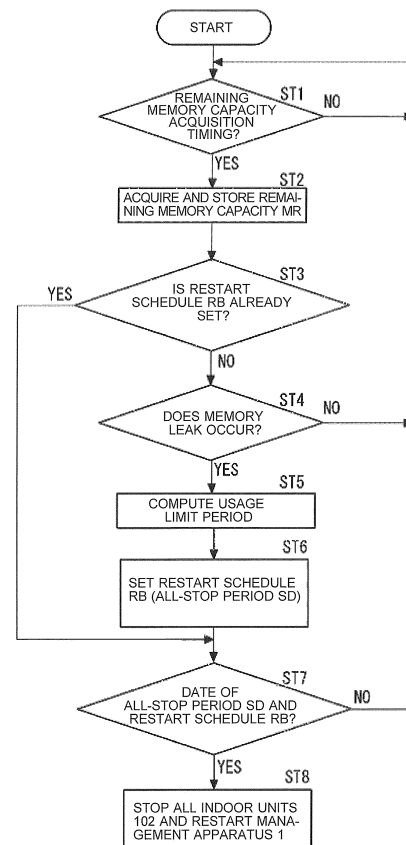 START
ST1
REMAINING
MEMORY CAPACITY
ACQUISITION
TIMING?
NO
YES
ST2
ACQUIRE AND STORE REMAI-
NING MEMORY CAPACITY MR
ST3
IS RESTART
SCHEDULE RB ALREADY
SET?
YES
NO
ST4
DOES MEMORY
LEAK OCCUR?
NO
YES
ST5
COMPUTE USAGE
LIMIT PERIOD
ST6
SET RESTART SCHEDULE
RB (ALL-STOP PERIOD SD)
ST7
DATE OF
ALL-STOP PERIOD SD AND
RESTART SCHEDULE RB?
NO
YES
ST8
STOP ALL INDOOR UNITS
102 AND RESTART MANA-
GEMENT APPARATUS 1